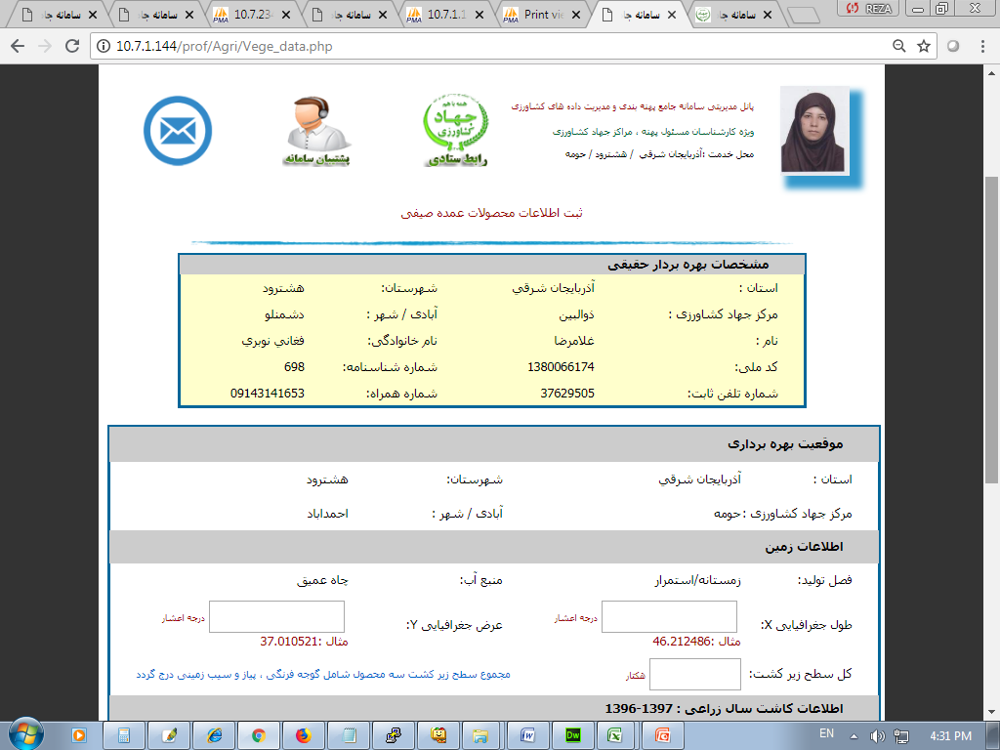 سامانه جا
سامانه جا
10.7.23
سامانه جا
10.7.1.1
Print vie
سامانه جا
سامانه جا
REZA
10.7.1.144/prof/Agri/Vege_data.php
پانل مدیریتی سامانه جامع پهنه بندی و مدیریت داده های کشاورزی
ویژه کارشناسان مسئول پهنه ، مراکز جهاد کشاورزی
محل خدمت :آذربایجان شرقی / هشترود / حومه
همه با هم
جهاد
کشاورزی
رابط ستادی
پشتیبان سامانه
ثبت اطلاعات محصولات عمده صیفی
مشخصات بهره بردار حقیقی
استان : آذربایجان شرقي شهرستان: هشترود
مرکز جهاد کشاورزی : ذوالبین آبادی / شهر : دشمنلو
نام : غلامرضا نام خانوادگی: فغاني نوبري
کد ملی: 1380066174 شماره شناسنامه: 698
شماره تلفن ثابت: 37629505 شماره همراه: 09143141653
موقعیت بهره برداری
استان : آذربایجان شرقي شهرستان: هشترود
مرکز جهاد کشاورزی :حومه آبادی / شهر : احمداباد
اطلاعات زمین
فصل تولید: زمستانه/استمرار منبع آب: چاه عمیق
طول جغرافیایی X: درجه اعشار عرض جغرافیایی Y: درجه اعشار
مثال :46.212486 مثال :37.010521
کل سطح زیر کشت: هکتار مجموع سطح زیر کشت سه محصول شامل گوجه فرنگی ، پیاز و سیب زمینی درج گردد
اطلاعات کاشت سال زراعی : 1397-1396
EN
4:31 PM